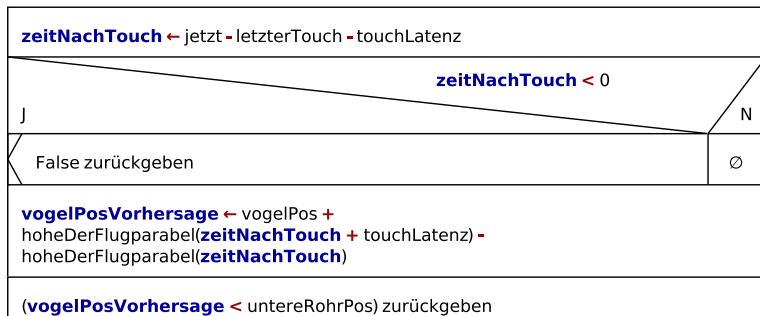 zeitNachTouch ← jetzt - letzterTouch - touchLatenz
zeitNachTouch < 0
J
N
False zurückgeben
∅
vogelPosVorhersage ← vogelPos +
hoheDerFlugparabel(zeitNachTouch + touchLatenz) -
hoheDerFlugparabel(zeitNachTouch)
(vogelPosVorhersage < untereRohrPos) zurückgeben